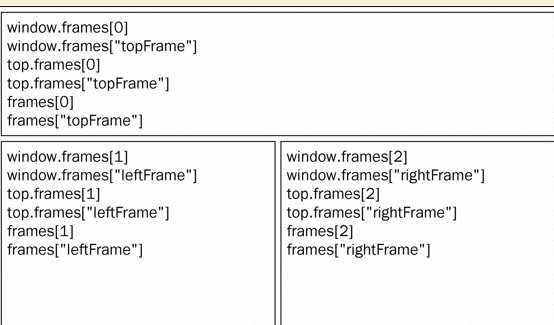 window.frames[0]
window.frames["topFrame"]
top.frames[0]
top.frames["topFrame"]
frames[0]
frames["topFrame"]
window.frames[1]
window.frames["leftFrame"]
top.frames[1]
top.frames["leftFrame"]
frames[1]
frames["leftFrame"]
window.frames[2]
window.frames["rightFrame"]
top.frames[2]
top.frames["rightFrame"]
frames[2]
frames["rightFrame"]